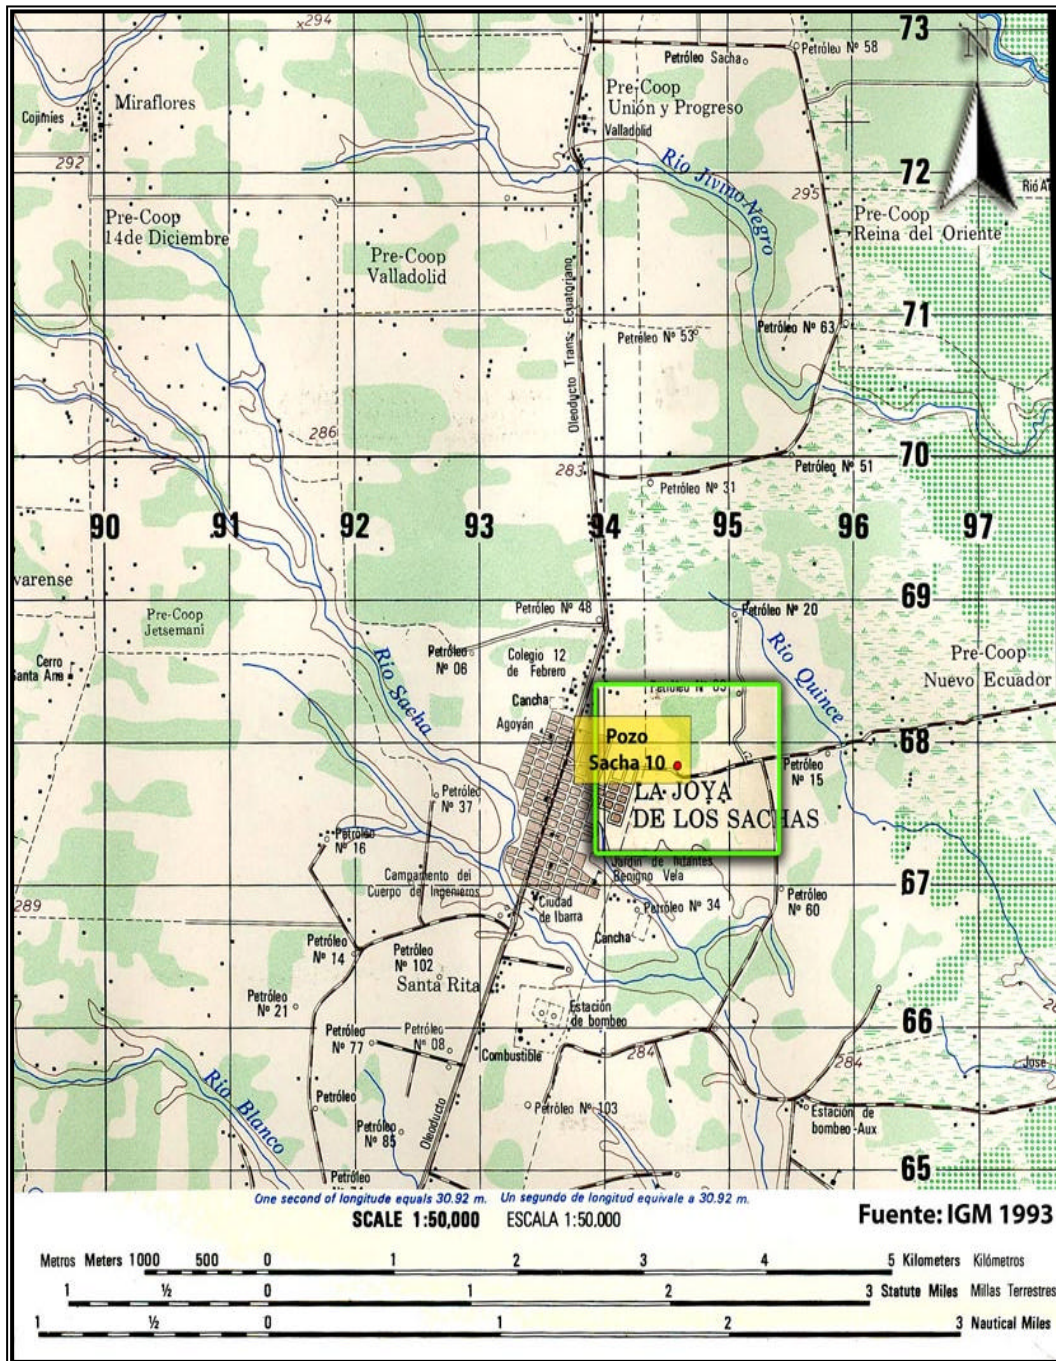 294
73
N
Petróleo Nº 58
Petróleo Sacha
Miraflores
Cojimies
Pre-Coop
Unión y Progreso
Valladolid
292
72
Río Jivino Negro
295
Pre-Coop
14de Diciembre
Pre-Coop
Reina del Oriente
Pre-Coop
Valladolid
Oleoducto Trans. Ecuatoriano
71
Petróleo Nº 53
Petróleo Nº 63
286
283
70
Petróleo Nº 51
Petróleo Nº 31
90 91 92 93 94 95 96 97
varense
69
Pre-Coop
Jetsemaní
Petróleo Nº 48
Petróleo Nº 20
Petróleo
Nº 06
Colegio 12
de Febrero
Río Sacha
Río Quince
Pre-Coop
Nuevo Ecuador
Cerro
Santa Ana
Cancha
Agoyán
68
Pozo
Sacha 10
Petróleo
Nº 15
LA JOYA
DE LOS SACHAS
Petróleo
Nº 37
Petróleo
Nº 16
Jardín de Infantes
Benigno Vela
67
Campamento del
Cuerpo de Ingenieros
Petróleo
Nº 60
289
Ciudad
de Ibarra
Petróleo Nº 34
Cancha
Petróleo
Nº 14
Petróleo
Nº 102
Santa Rita
Petróleo
Nº 21
Estación
de bombeo
66
Petróleo
Nº 77
Petróleo
Nº 08
Combustible
284
284
Jose
Río Blanco
Petróleo
Oleoducto
Petróleo Nº 103
Estación de
bombeo-Aux
Petróleo
Nº 85
65
Petróleo
One second of longitude equals 30.92 m. Un segundo de longitud equivale a 30.92 m.
SCALE 1:50,000 ESCALA 1:50.000
Fuente: IGM 1993
Metros Meters 1000 500 0 1 2 3 4 5 Kilometers Kilómetros
1 ½ 0 1 2 3 Statute Miles Millas Terrestres
1 ½ 0 1 2 3 Nautical Miles